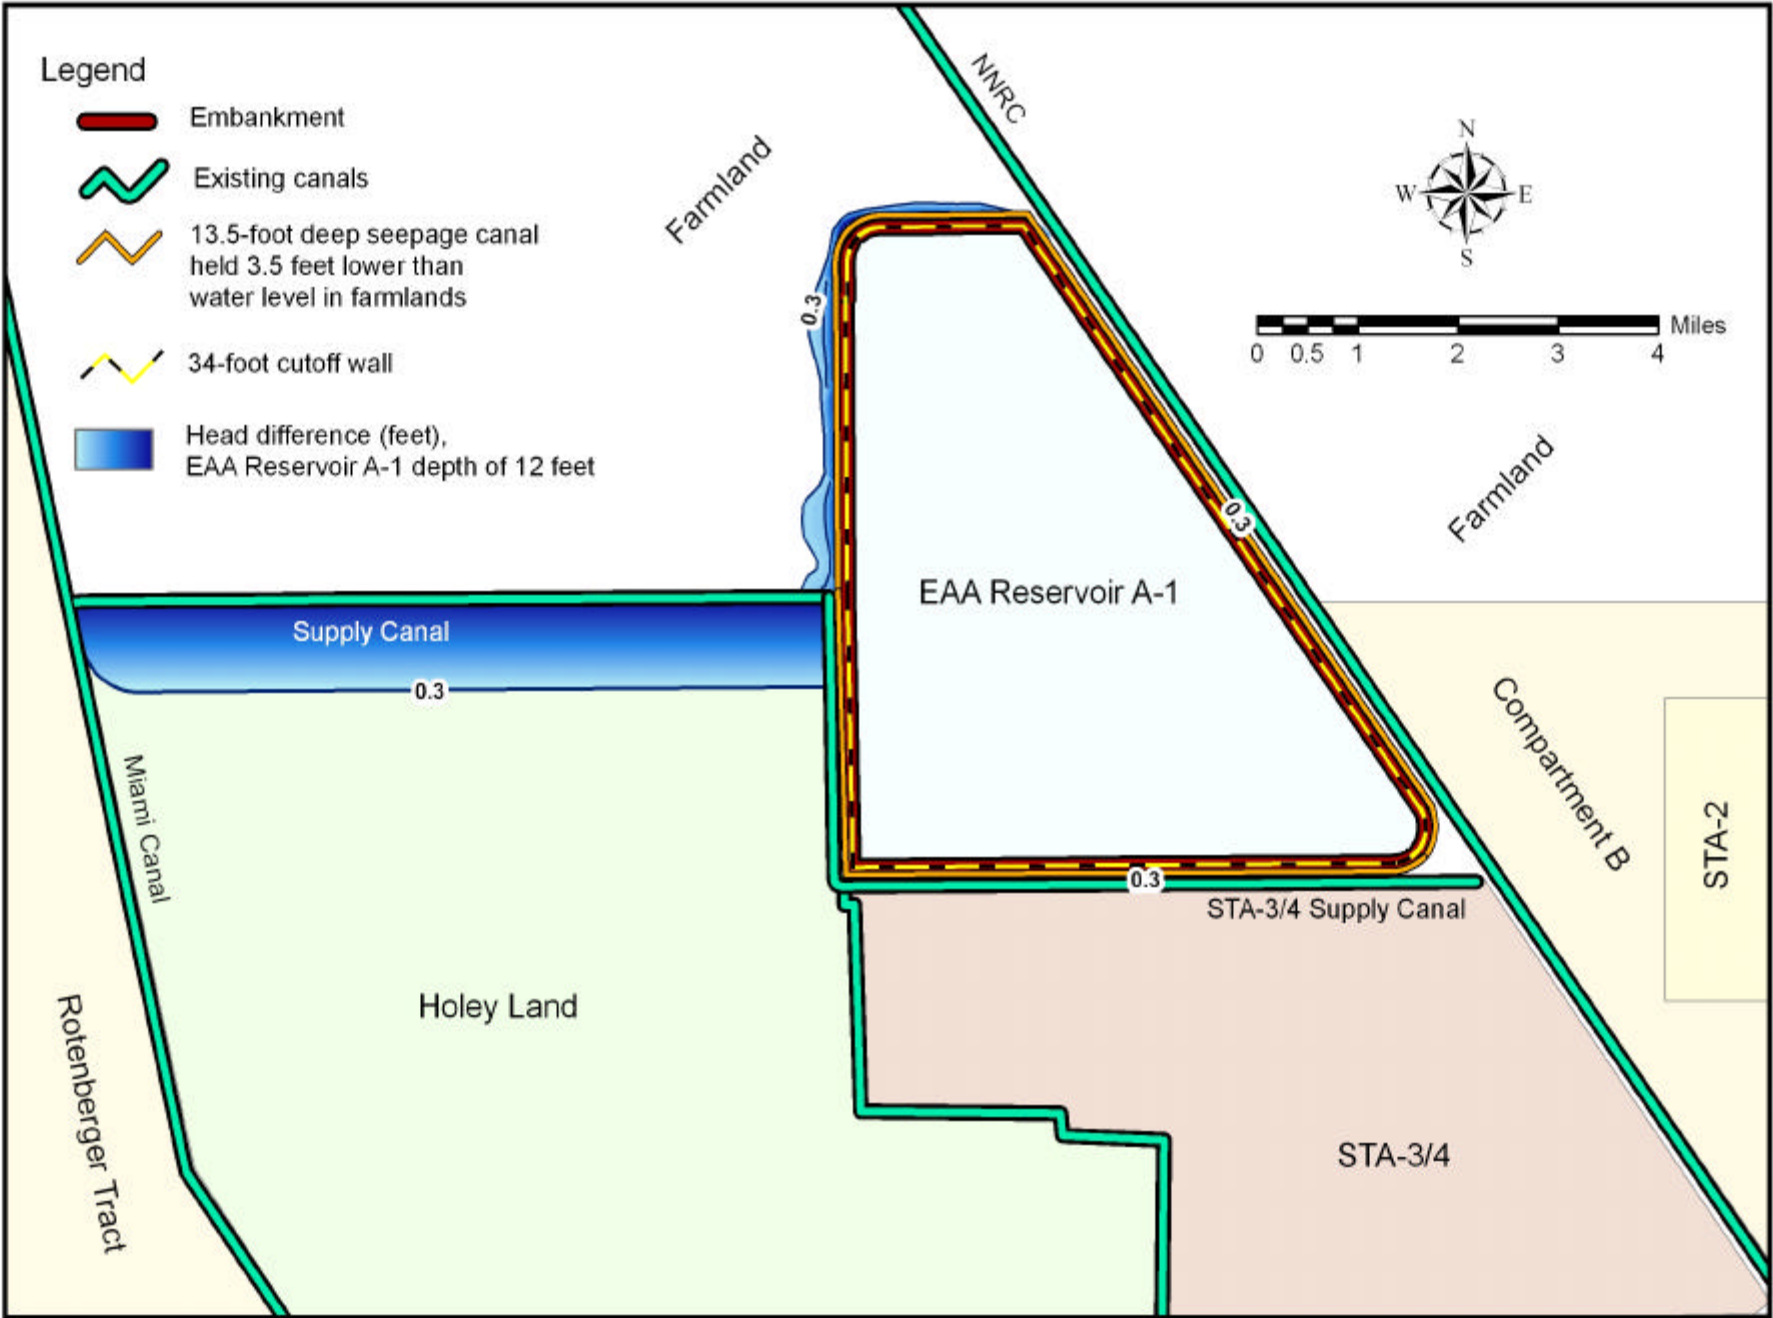 Legend
Embankment
Existing canals
13.5-foot deep seepage canal
held 3.5 feet lower than
water level in farmlands
34-foot cutoff wall
Head difference (feet),
EAA Reservoir A-1 depth of 12 feet
NNRC
Farmland
N
W
E
S
Miles
0 0.5 1 2 3 4
0.3
Farmland
0.3
EAA Reservoir A-1
Supply Canal
0.3
Compartment B
STA-2
Miami Canal
0.3
STA-3/4 Supply Canal
Holey Land
Rotenberger Tract
STA-3/4